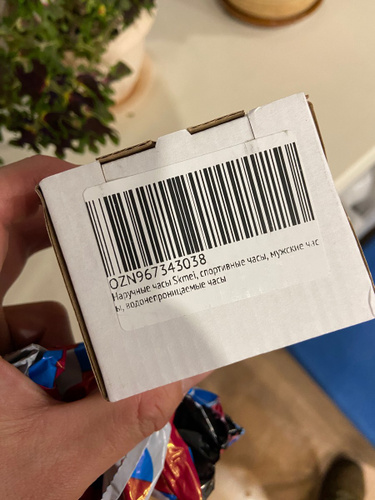 OZN967343038
Наручные часы Skmei, спортивные часы, мужские час
ы, водонепроницаемые часы